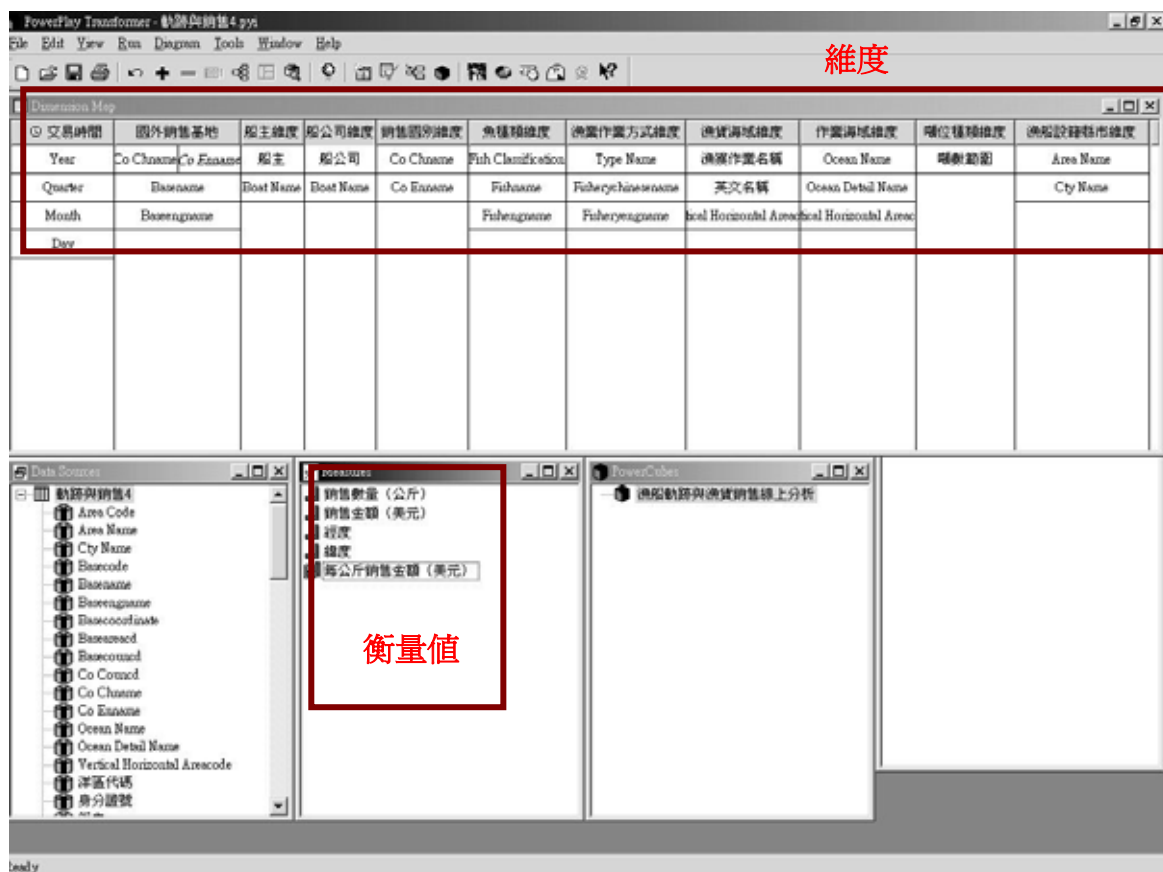 PowerPlay Transformer - 軌跡與銷售4.pyi
File Edit View Run Diagram Tools Window Help
維度
Dimension Map
交易時間 國外銷售基地 船主維度 船公司維度 銷售國別維度 魚種類維度 漁業作業方式維度 漁貨海域維度 作業海域維度 噸位種類維度 漁船設籍縣市維度
Year Co Chname Co Enname 船主 船公司 Co Chname Fish Classification Type Name 漁獲作業名稱 Ocean Name 噸數範圍 Area Name
Quarter Basename Boat Name Boat Name Co Enname Fishname Fisherychinesename 英文名稱 Ocean Detail Name Cty Name
Month Baseengname Fishengname Fisheryengname tical Horizontal Areac tical Horizontal Areac
Day
Data Sources
軌跡與銷售4
Area Code
Area Name
Cty Name
Basecode
Basename
Baseengname
Basecoordinate
Baseareacd
Basecouncd
Co Councd
Co Chname
Co Enname
Ocean Name
Ocean Detail Name
Vertical Horizontal Areacode
洋區代碼
身分證號
Measures
銷售數量（公斤）
銷售金額（美元）
經度
緯度
每公斤銷售金額（美元）
衡量值
PowerCubes
漁船軌跡與漁貨銷售線上分析
Ready